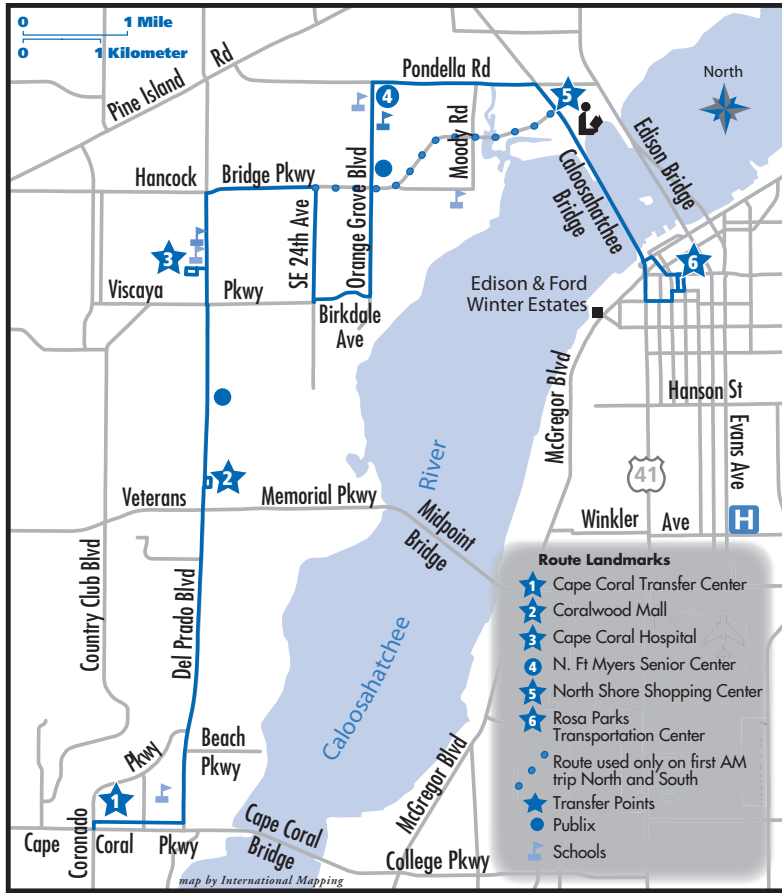 0 1 Mile
0 1 Kilometer
Pine Island Rd
Pondella Rd
North
4
5
Moody Rd
Edison Bridge
Orange Grove Blvd
Caloosahatchee
Bridge
Hancock Bridge Pkwy
SE 24th Ave
3
6
Viscaya Pkwy
Birkdale
Ave
Edison & Ford
Winter Estates
McGregor Blvd
Hanson St
Evans Ave
41
2
River
Veterans Memorial Pkwy
Midpoint
Bridge
Winkler Ave
H
Country Club Blvd
Del Prado Blvd
Caloosahatchee
Beach
Pkwy
Pkwy
1
Coronado
Cape Coral Pkwy
Cape Coral
Bridge
McGregor Blvd
College Pkwy
map by International Mapping
Route Landmarks
1 Cape Coral Transfer Center
2 Coralwood Mall
3 Cape Coral Hospital
4 N. Ft Myers Senior Center
5 North Shore Shopping Center
6 Rosa Parks
Transportation Center
Route used only on first AM
trip North and South
Transfer Points
Publix
Schools